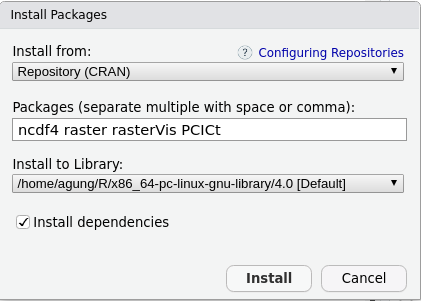 Install Packages
Install from:
? Configuring Repositories
Repository (CRAN)
Packages (separate multiple with space or comma):
ncdf4 raster rasterVis PCICt
Install to Library:
/home/agung/R/x86_64-pc-linux-gnu-library/4.0 [Default]
Install dependencies
Install
Cancel